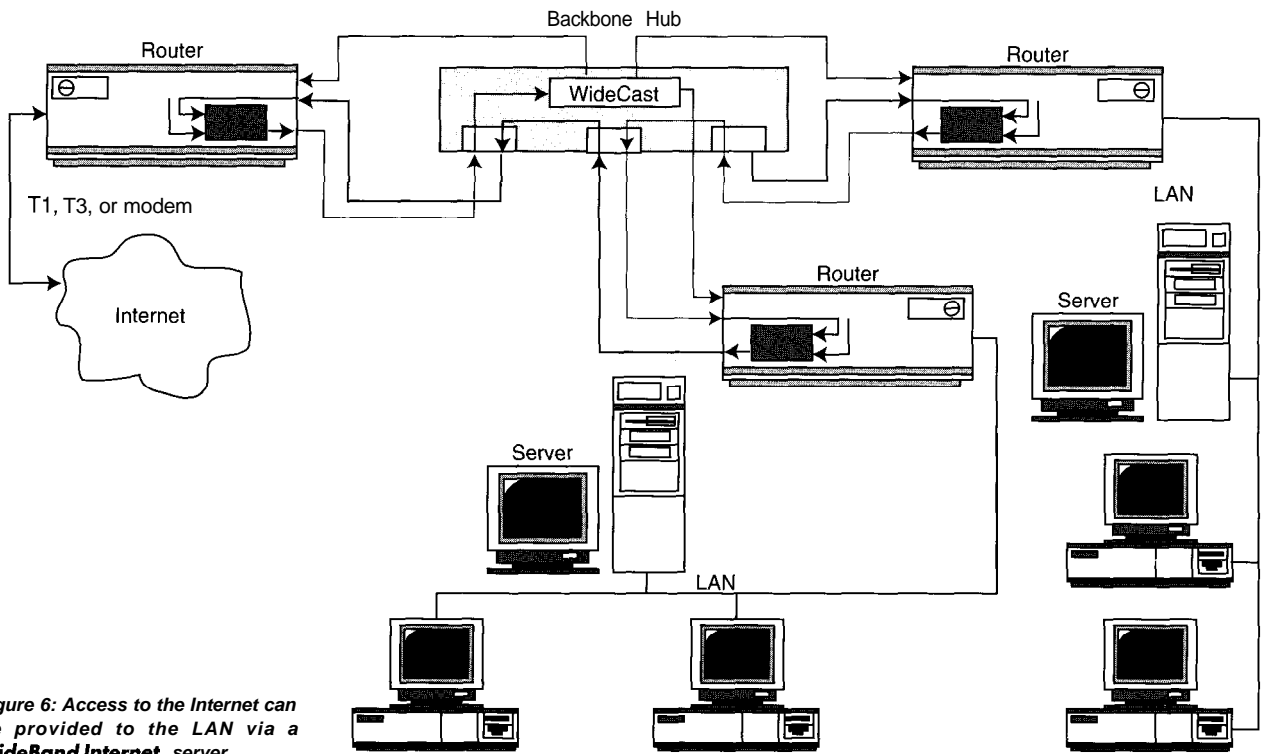 Backbone Hub
Router
Router
WideCast
T1, T3, or modem
LAN
Internet
Router
Server
Server
LAN
gure 6: Access to the Internet can
e provided to the LAN via a
ideBand Internet server